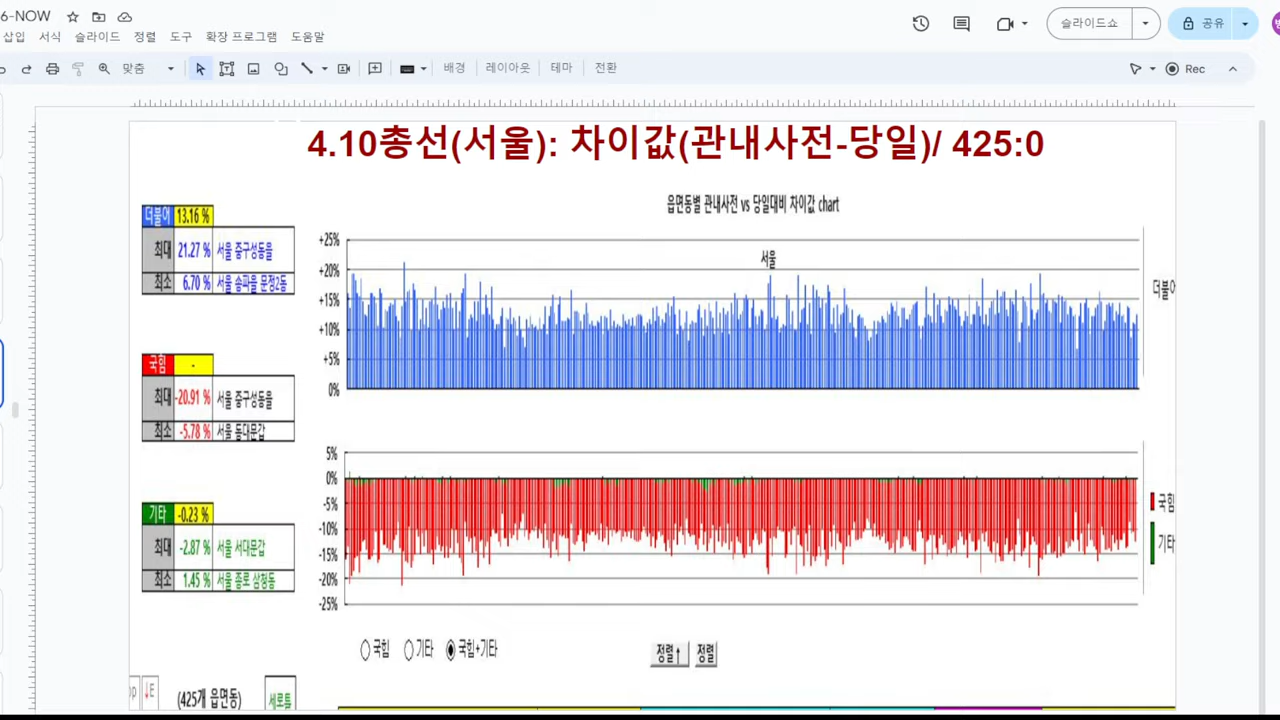 6-NOW
슬라이드쇼
공유
삽입 서식 슬라이드 정렬 도구 확장 프로그램 도움말
맞춤
배경 레이아웃 테마 전환
Rec
4.10총선(서울): 차이값(관내사전-당일)/ 425:0
읍면동별 관내사전 vs 당일대비 차이값 chart
더불어 13.16 %
최대 21.27 % 서울 중구성동을
최소 6.70 % 서울 송파을 문정2동
+25%
+20%
+15%
+10%
+5%
0%
서울
더불어
국힘 -
최대 -20.91 % 서울 중구성동을
최소 -5.78 % 서울 동대문갑
5%
0%
-5%
-10%
-15%
-20%
-25%
국힘
기타
기타 -0.23 %
최대 -2.87 % 서울 서대문갑
최소 1.45 % 서울 종로 삼청동
국힘 기타 국힘+기타
정렬↑ 정렬
↓E
(425개 읍면동)
세로틀